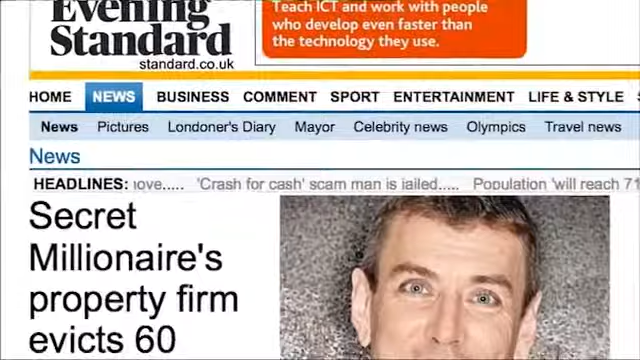 Evening
Standard
standard.co.uk
Teach ICT and work with people
who develop even faster than
the technology they use.
HOME NEWS BUSINESS COMMENT SPORT ENTERTAINMENT LIFE & STYLE
News Pictures Londoner's Diary Mayor Celebrity news Olympics Travel news
News
HEADLINES: 'Crash for cash' scam man is jailed..... Population 'will reach 71
Secret
Millionaire's
property firm
evicts 60